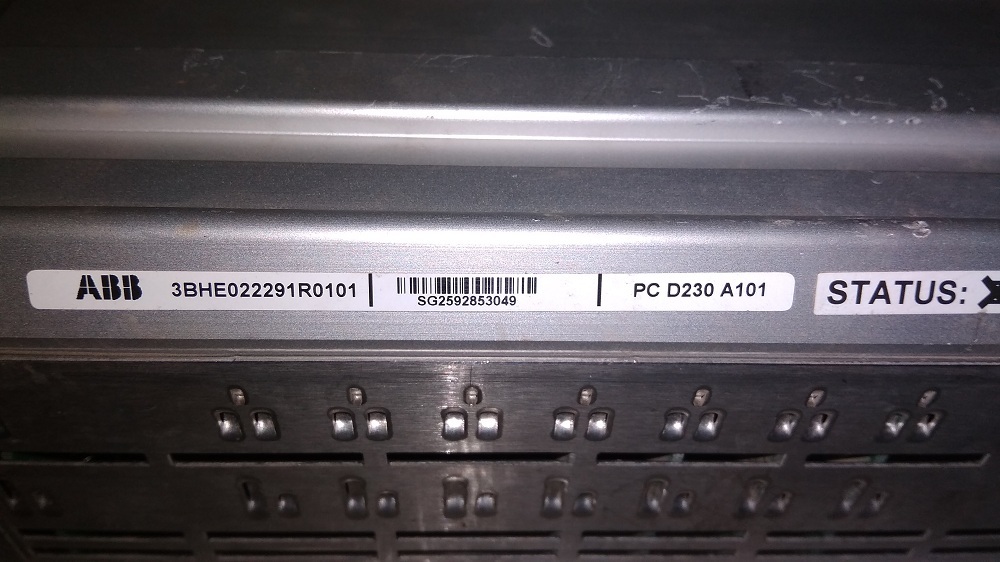 ABB 3BHE022291R0101 SG2592853049 PC D230 A101 STATUS: